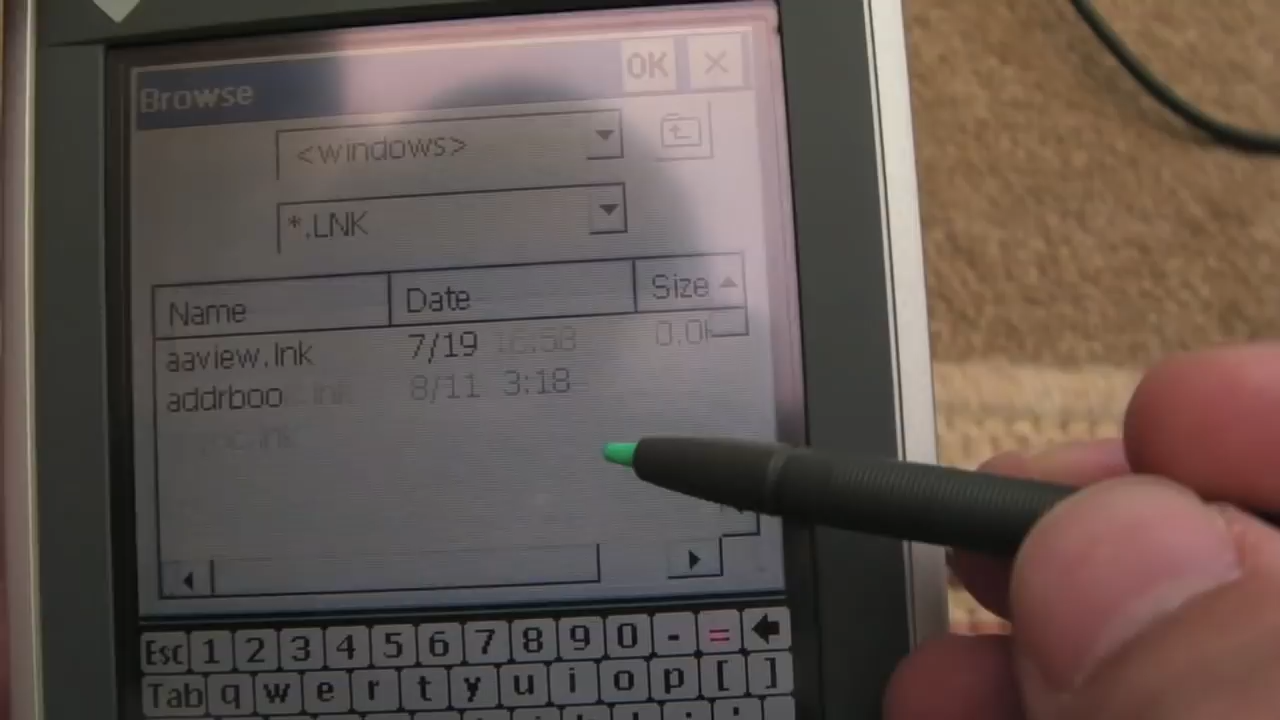 Browse OK ×
<windows>
*.LNK
Name Date Size
aaview.lnk 7/19
addrboo 8/11 3:18
Esc 1 2 3 4 5 6 7 8 9 0 - =
Tab q w e r t y u i o p [ ]